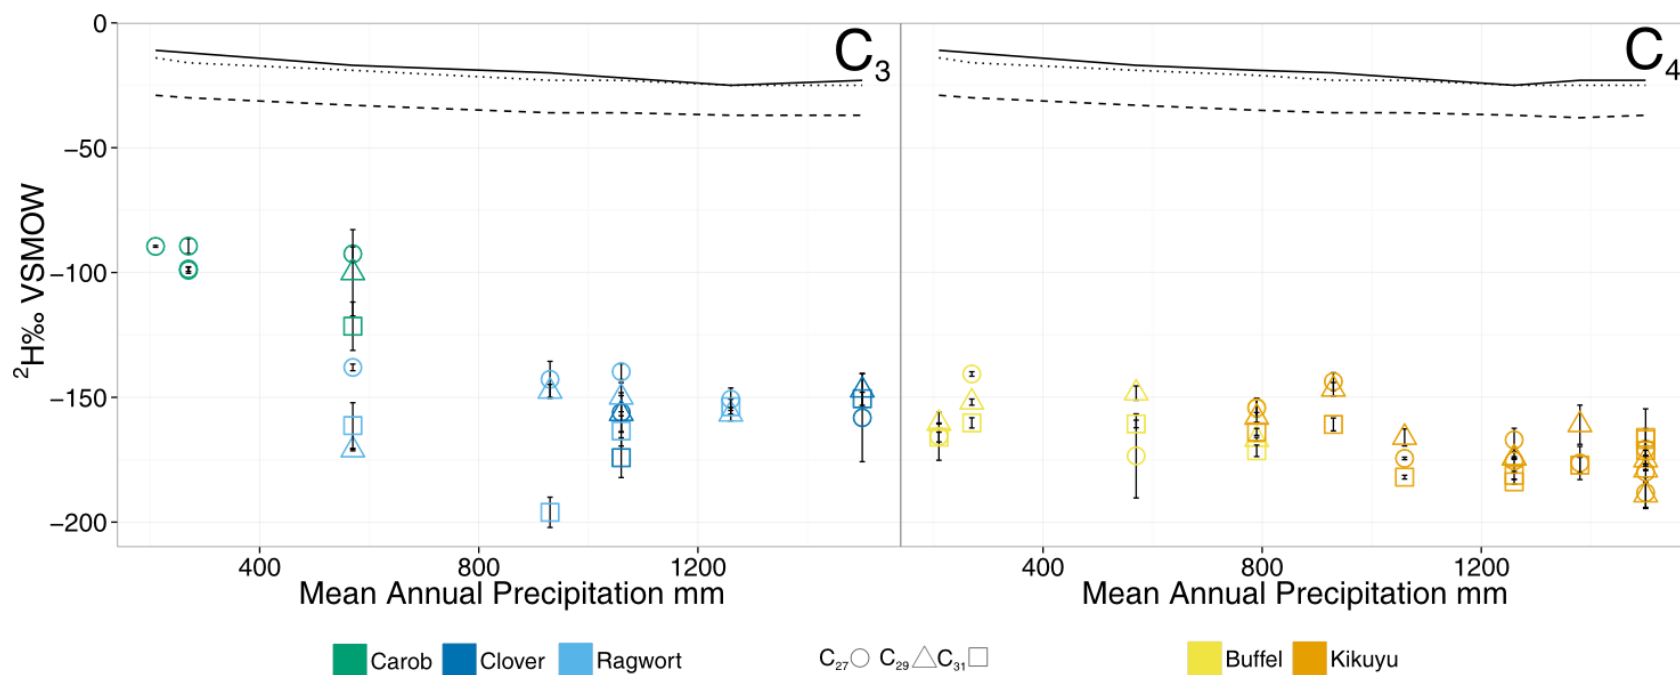 0
−50
−100
−150
−200
²H‰ VSMOW
C₃
C₄
400 800 1200 400 800 1200
Mean Annual Precipitation mm Mean Annual Precipitation mm
Carob Clover Ragwort C₂₇ C₂₉ C₃₁ Buffel Kikuyu